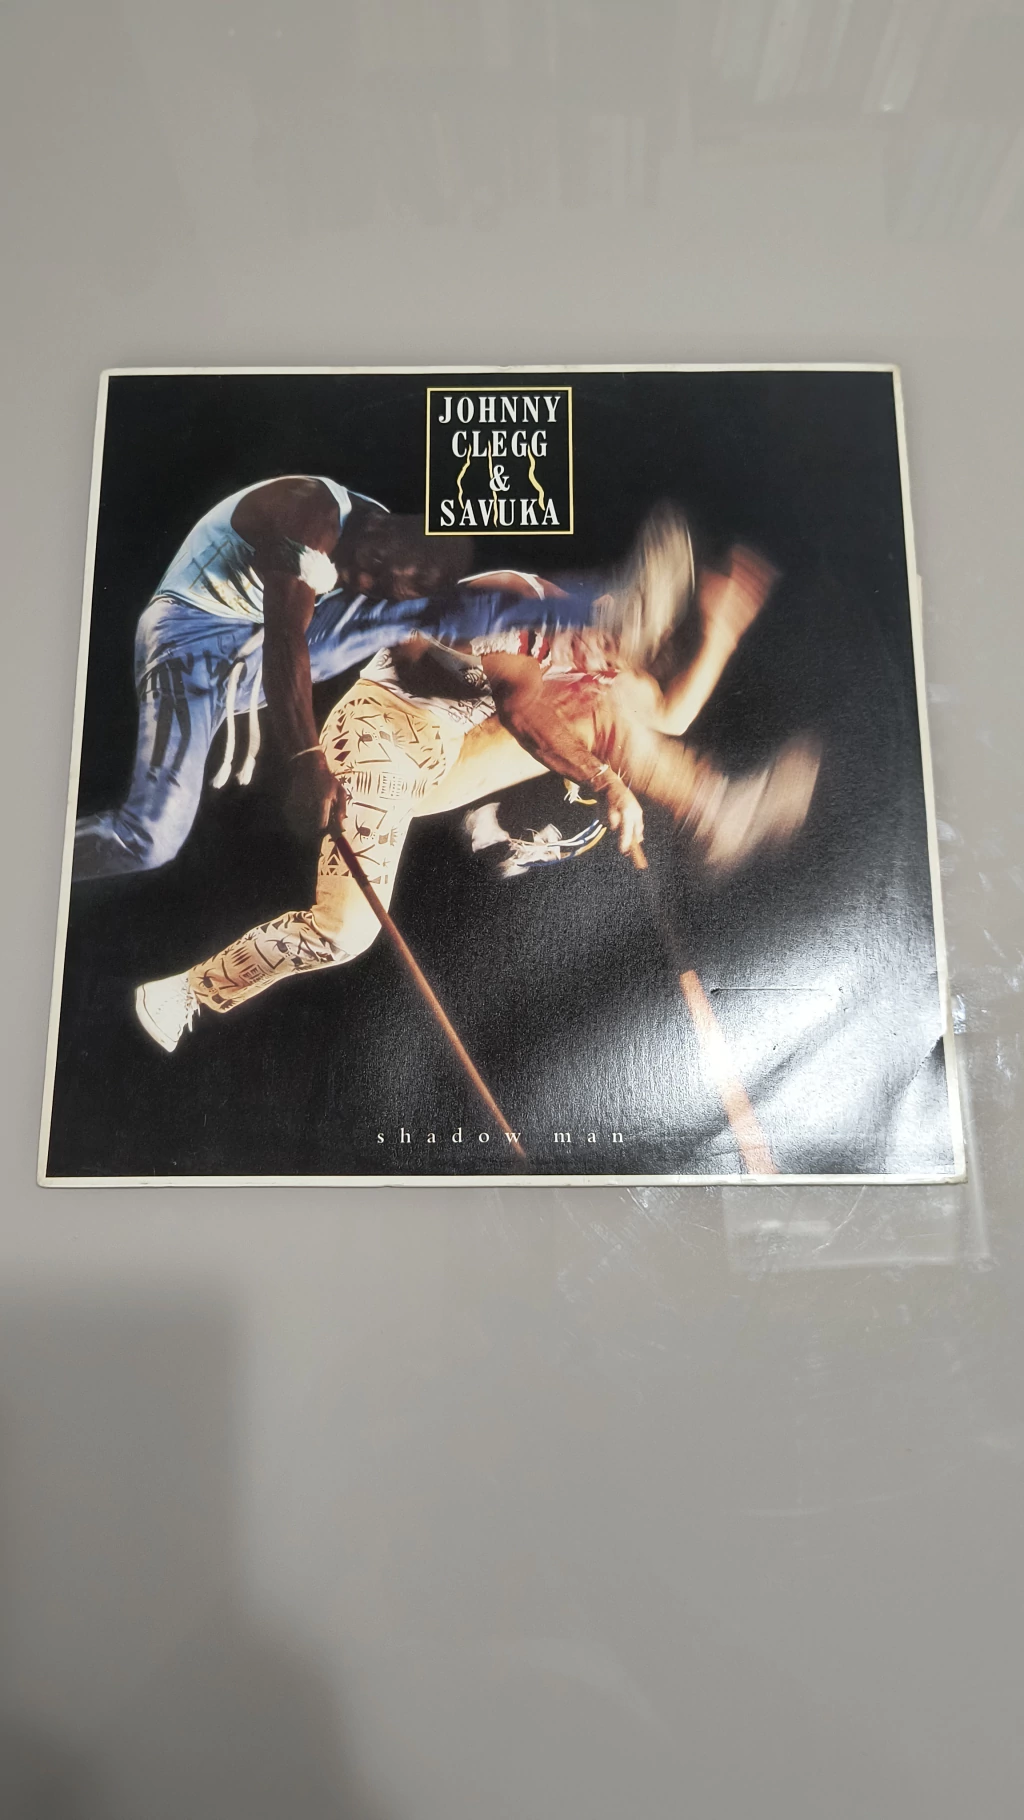 JOHNNY
CLEGG
&
SAVUKA
shadow man